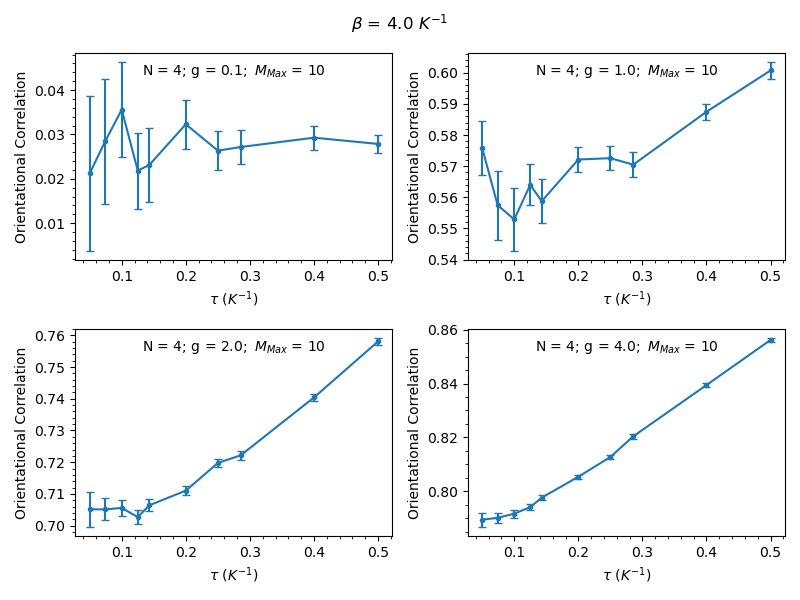 β = 4.0 K⁻¹
N = 4; g = 0.1; M_Max = 10
Orientational Correlation
0.04
0.03
0.02
0.01
0.1 0.2 0.3 0.4 0.5
τ (K⁻¹)
N = 4; g = 1.0; M_Max = 10
Orientational Correlation
0.60
0.59
0.58
0.57
0.56
0.55
0.54
0.1 0.2 0.3 0.4 0.5
τ (K⁻¹)
N = 4; g = 2.0; M_Max = 10
Orientational Correlation
0.76
0.75
0.74
0.73
0.72
0.71
0.70
0.1 0.2 0.3 0.4 0.5
τ (K⁻¹)
N = 4; g = 4.0; M_Max = 10
Orientational Correlation
0.86
0.84
0.82
0.80
0.1 0.2 0.3 0.4 0.5
τ (K⁻¹)